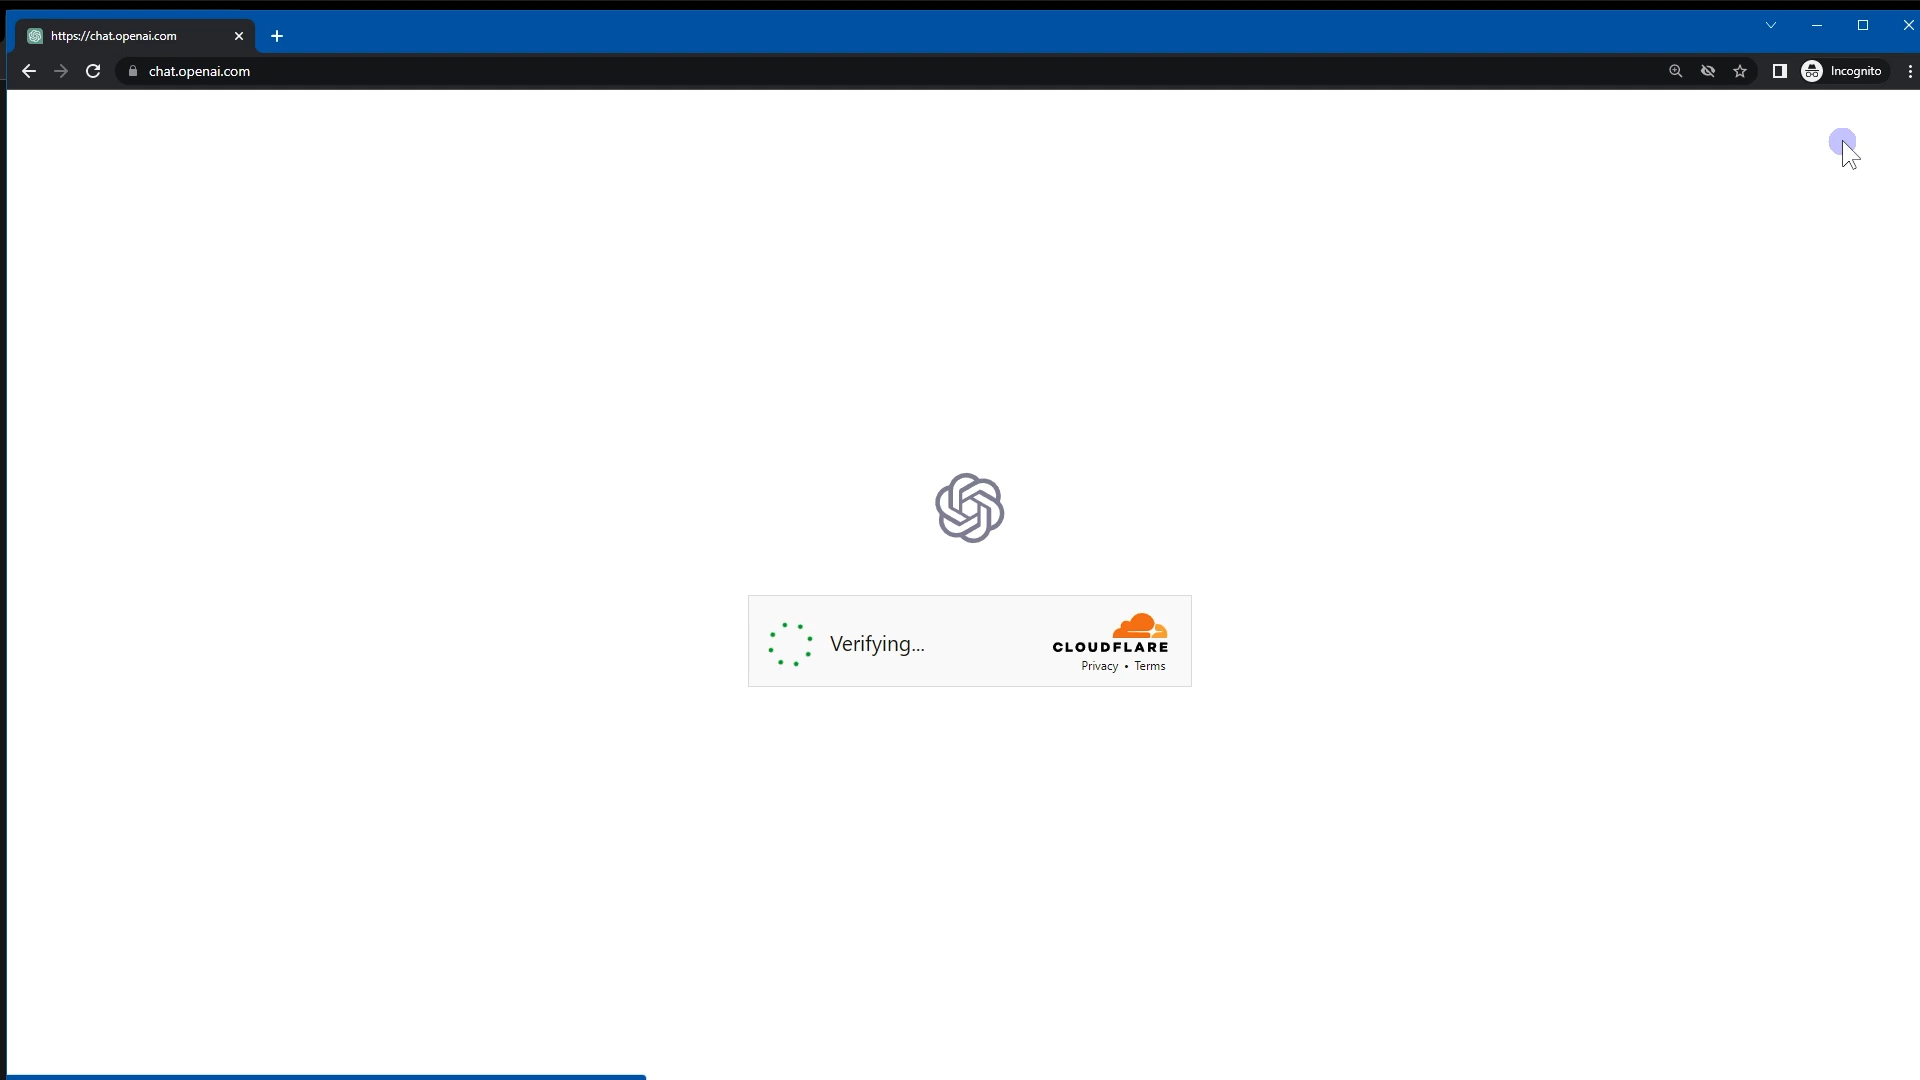 https://chat.openai.com
chat.openai.com
Incognito
Verifying...
CLOUDFLARE
Privacy • Terms